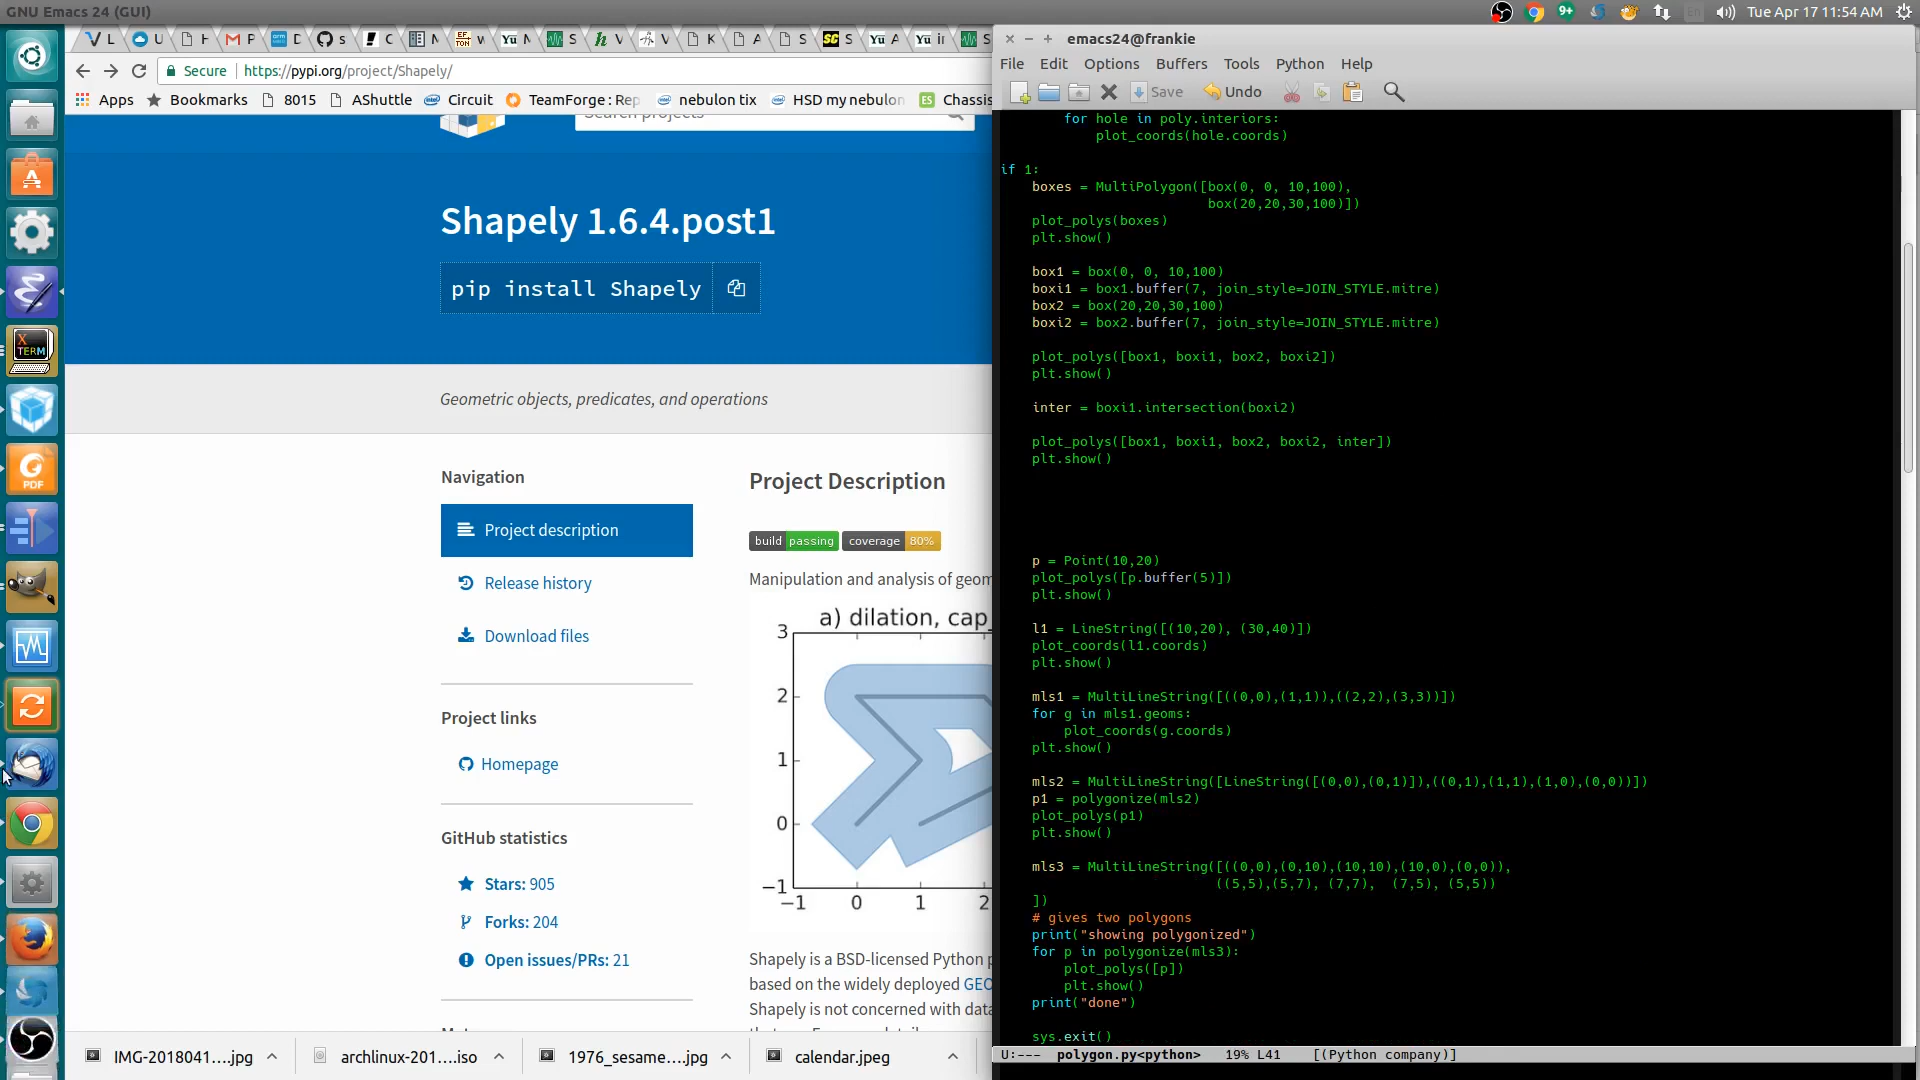 GNU Emacs 24 (GUI)
En
Tue Apr 17 11:54 AM
Secure
https://pypi.org/project/Shapely/
Apps
Bookmarks
8015
AShuttle
Circuit
TeamForge : Rep
nebulon tix
HSD my nebulon
Chassis
Shapely 1.6.4.post1
pip install Shapely
Geometric objects, predicates, and operations
Navigation
Project description
Release history
Download files
Project links
Homepage
GitHub statistics
Stars: 905
Forks: 204
Open issues/PRs: 21
Project Description
build passing coverage 80%
Manipulation and analysis of geom
a) dilation, cap_
3
2
1
0
−1
−1 0 1 2
Shapely is a BSD-licensed Python p
based on the widely deployed GEO
Shapely is not concerned with data
IMG-2018041....jpg
archlinux-201....iso
1976_sesame....jpg
calendar.jpeg
emacs24@frankie
File Edit Options Buffers Tools Python Help
Save Undo
for hole in poly.interiors:
plot_coords(hole.coords)
if 1:
boxes = MultiPolygon([box(0, 0, 10,100),
box(20,20,30,100)])
plot_polys(boxes)
plt.show()
box1 = box(0, 0, 10,100)
boxi1 = box1.buffer(7, join_style=JOIN_STYLE.mitre)
box2 = box(20,20,30,100)
boxi2 = box2.buffer(7, join_style=JOIN_STYLE.mitre)
plot_polys([box1, boxi1, box2, boxi2])
plt.show()
inter = boxi1.intersection(boxi2)
plot_polys([box1, boxi1, box2, boxi2, inter])
plt.show()
p = Point(10,20)
plot_polys([p.buffer(5)])
plt.show()
l1 = LineString([(10,20), (30,40)])
plot_coords(l1.coords)
plt.show()
mls1 = MultiLineString([((0,0),(1,1)),((2,2),(3,3))])
for g in mls1.geoms:
plot_coords(g.coords)
plt.show()
mls2 = MultiLineString([LineString([(0,0),(0,1)]),((0,1),(1,1),(1,0),(0,0))])
p1 = polygonize(mls2)
plot_polys(p1)
plt.show()
mls3 = MultiLineString([((0,0),(0,10),(10,10),(10,0),(0,0)),
((5,5),(5,7), (7,7),  (7,5), (5,5))
])
# gives two polygons
print("showing polygonized")
for p in polygonize(mls3):
plot_polys([p])
plt.show()
print("done")
sys.exit()
U:--- polygon.py<python> 19% L41 [(Python company)]
X
TERM
PDF